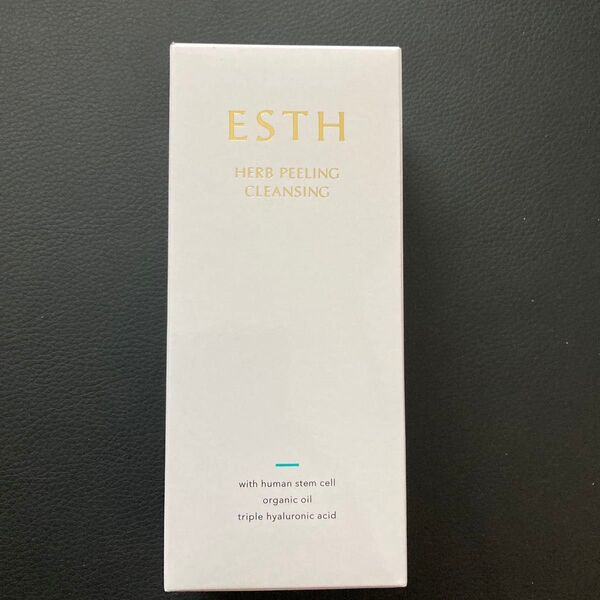 ESTH
HERB PEELING
CLEANSING
with human stem cell
organic oil
triple hyaluronic acid